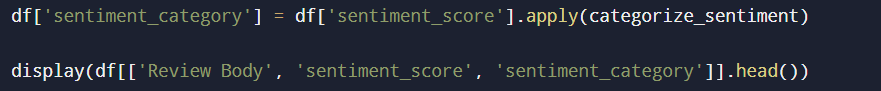 df['sentiment_category'] = df['sentiment_score'].apply(categorize_sentiment)
display(df[['Review Body', 'sentiment_score', 'sentiment_category']].head())